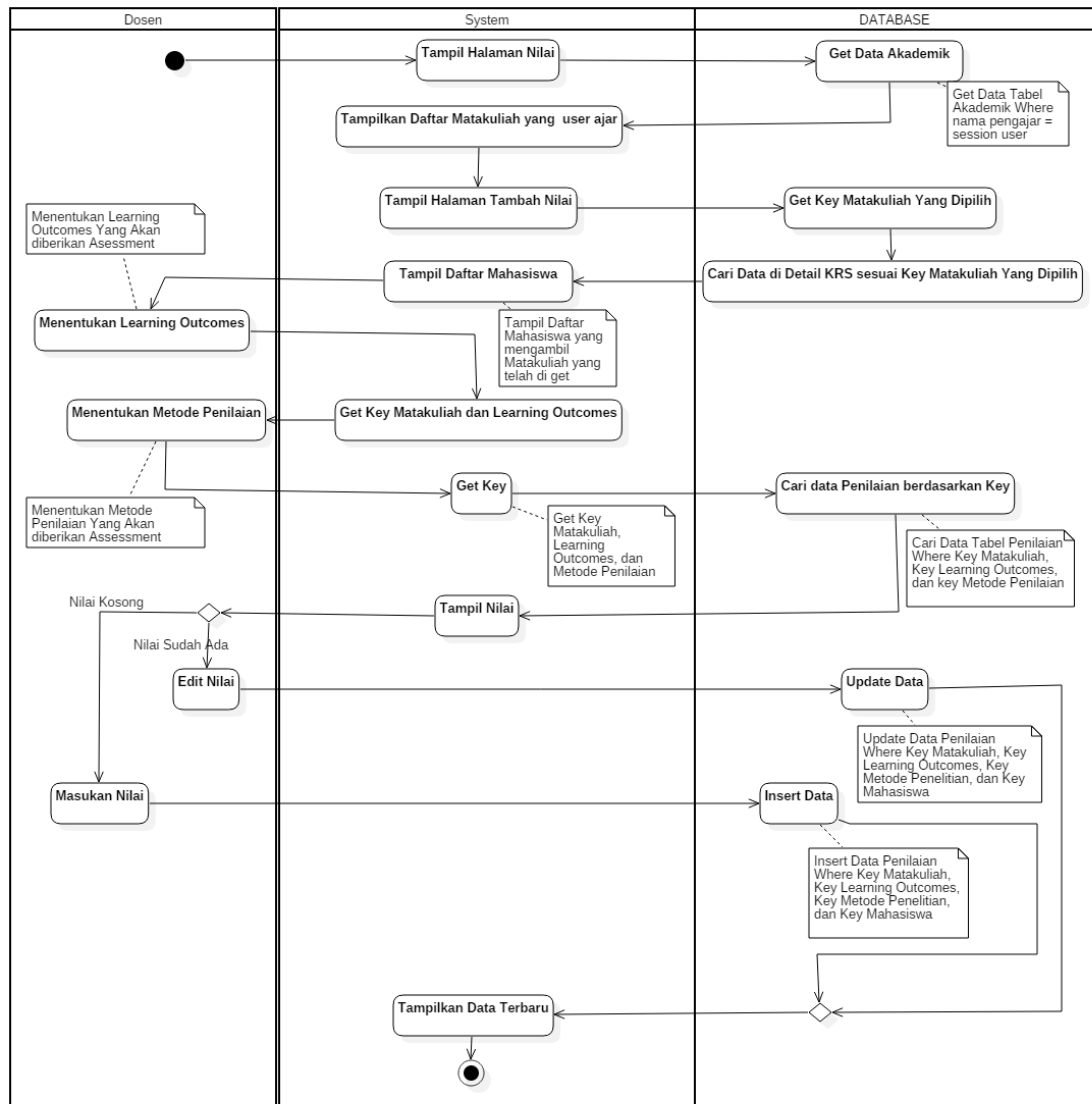 Dosen
System
DATABASE
Tampil Halaman Nilai
Get Data Akademik
Get Data Tabel
Akademik Where
nama pengajar =
session user
Tampilkan Daftar Matakuliah yang  user ajar
Tampil Halaman Tambah Nilai
Get Key Matakuliah Yang Dipilih
Menentukan Learning
Outcomes Yang Akan
diberikan Asessment
Tampil Daftar Mahasiswa
Cari Data di Detail KRS sesuai Key Matakuliah Yang Dipilih
Menentukan Learning Outcomes
Tampil Daftar
Mahasiswa yang
mengambil
Matakuliah yang
telah di get
Menentukan Metode Penilaian
Get Key Matakuliah dan Learning Outcomes
Get Key
Cari data Penilaian berdasarkan Key
Menentukan Metode
Penilaian Yang Akan
diberikan Assessment
Get Key
Matakuliah,
Learning
Outcomes, dan
Metode Penilaian
Cari Data Tabel Penilaian
Where Key Matakuliah,
Key Learning Outcomes,
dan key Metode Penilaian
Nilai Kosong
Tampil Nilai
Nilai Sudah Ada
Edit Nilai
Update Data
Update Data Penilaian
Where Key Matakuliah, Key
Learning Outcomes, Key
Metode Penelitian, dan Key
Mahasiswa
Masukan Nilai
Insert Data
Insert Data Penilaian
Where Key Matakuliah,
Key Learning Outcomes,
Key Metode Penelitian,
dan Key Mahasiswa
Tampilkan Data Terbaru